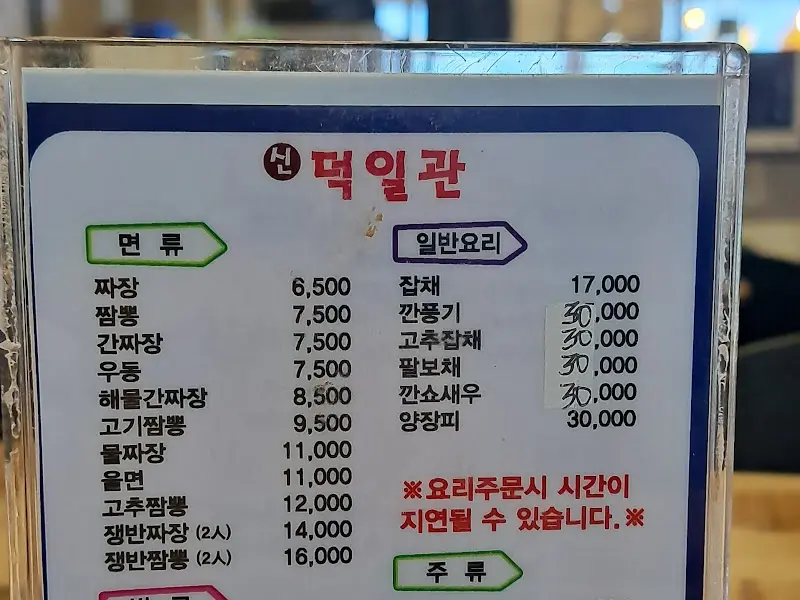 신 덕일관
면 류
짜장 6,500
짬뽕 7,500
간짜장 7,500
우동 7,500
해물간짜장 8,500
고기짬뽕 9,500
물짜장 11,000
울면 11,000
고추짬뽕 12,000
쟁반짜장 (2人) 14,000
쟁반짬뽕 (2人) 16,000
일반요리
잡채 17,000
깐풍기 30,000
고추잡채 30,000
팔보채 30,000
깐쇼새우 30,000
양장피 30,000
※요리주문시 시간이
지연될 수 있습니다.※
주 류